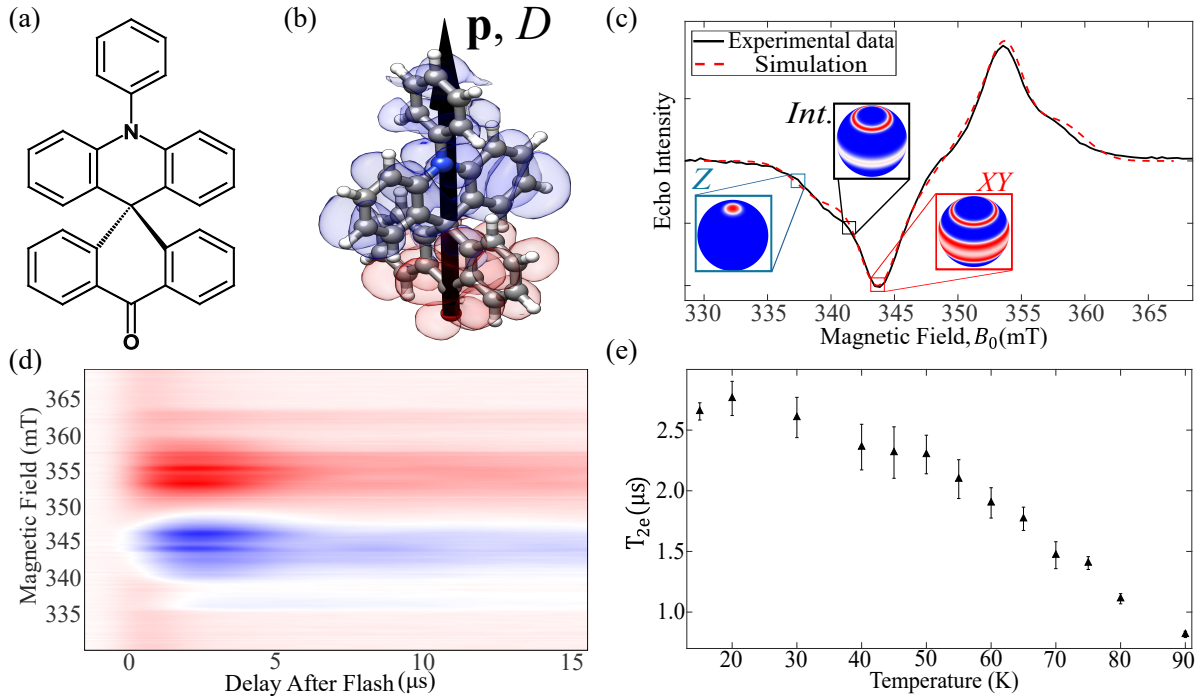 (a)
N
O
(b)
p, D
(c)
Experimental data
Simulation
Int.
Z
XY
Echo Intensity
330 335 340 345 350 355 360 365
Magnetic Field, B₀(mT)
(d)
Magnetic Field (mT)
365
360
355
350
345
340
335
0 5 10 15
Delay After Flash (μs)
(e)
T₂ₑ(μs)
2.5
2.0
1.5
1.0
20 30 40 50 60 70 80 90
Temperature (K)